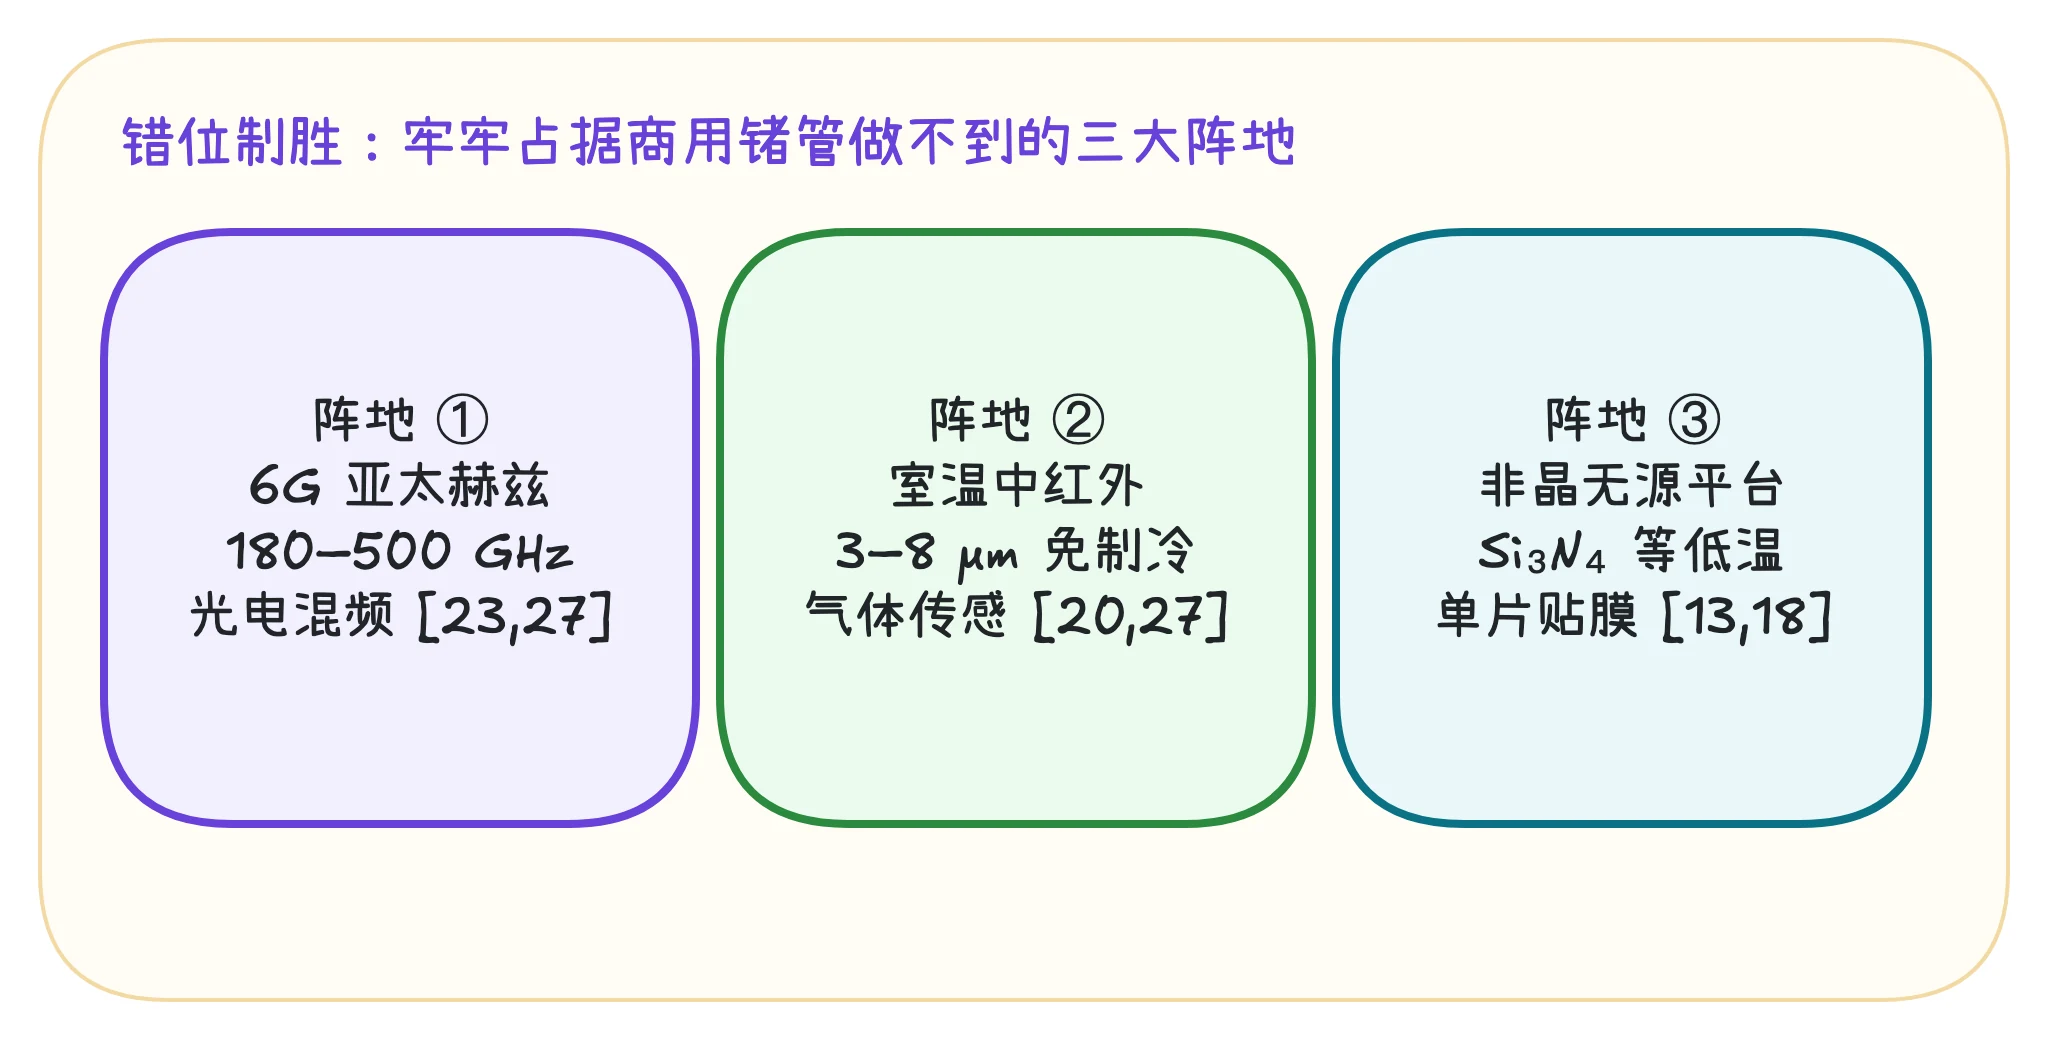 错位制胜：牢牢占据商用锗管做不到的三大阵地
阵地 ①
6G 亚太赫兹
180–500 GHz
光电混频 [23,27]
阵地 ②
室温中红外
3–8 μm 免制冷
气体传感 [20,27]
阵地 ③
非晶无源平台
Si₃N₄ 等低温
单片贴膜 [13,18]